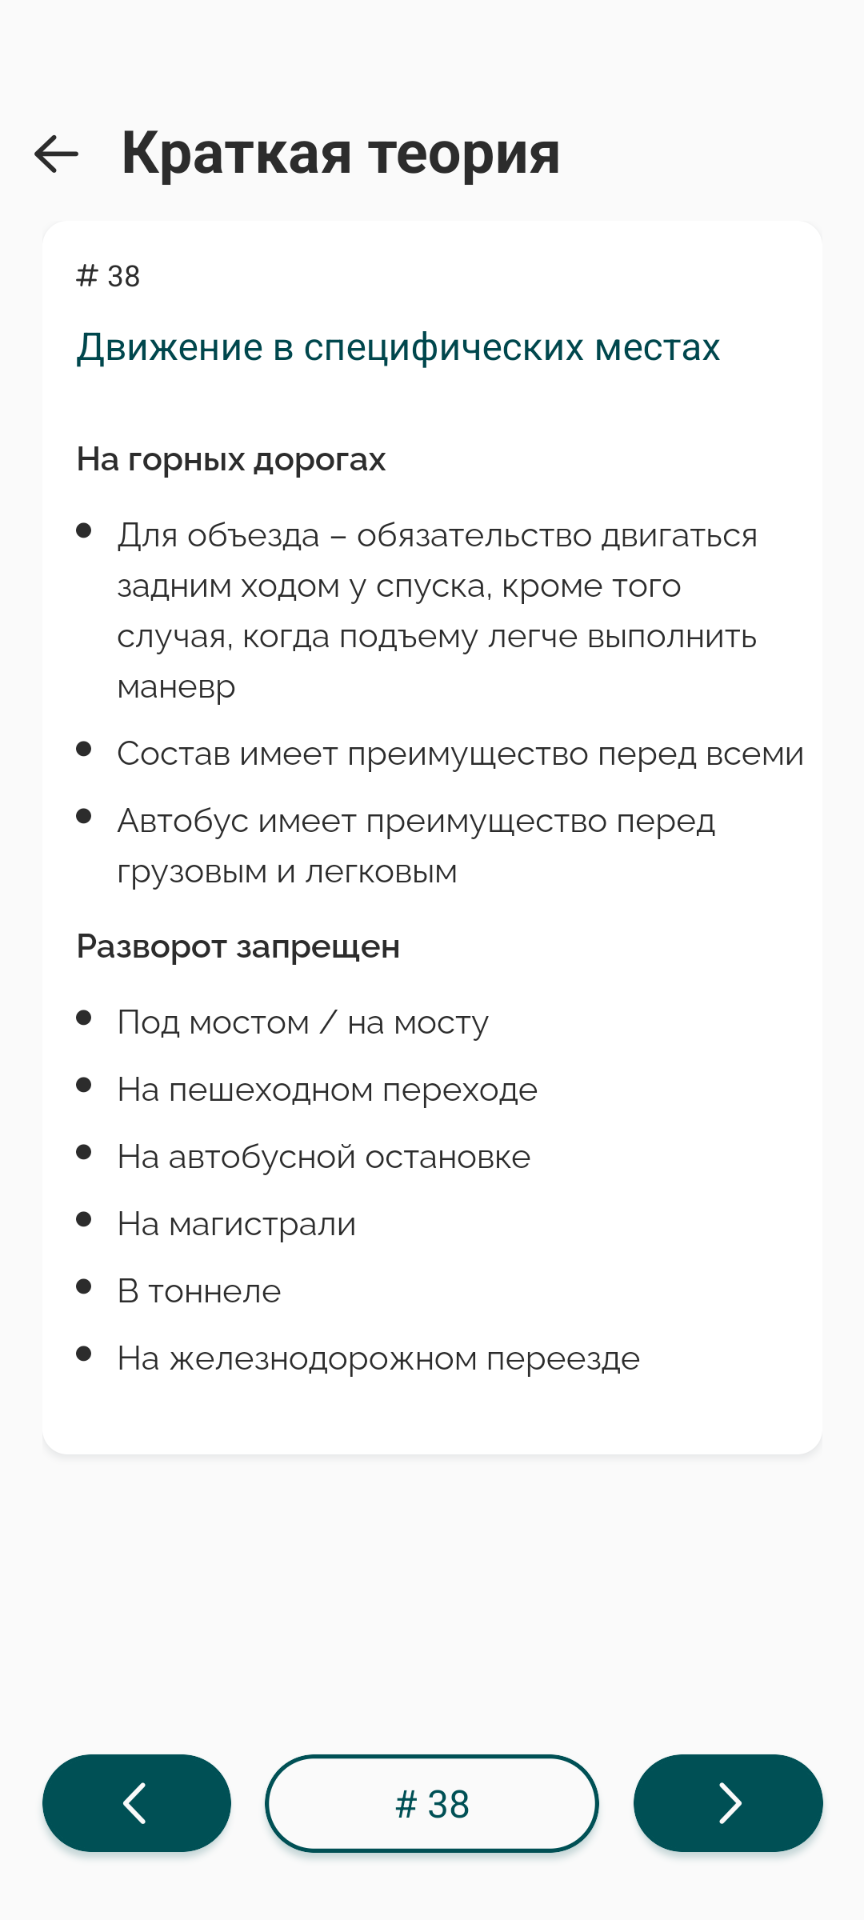 Краткая теория
# 38
Движение в специфических местах
На горных дорогах
• Для объезда – обязательство двигаться
задним ходом у спуска, кроме того
случая, когда подъему легче выполнить
маневр
• Состав имеет преимущество перед всеми
• Автобус имеет преимущество перед
грузовым и легковым
Разворот запрещен
• Под мостом / на мосту
• На пешеходном переходе
• На автобусной остановке
• На магистрали
• В тоннеле
• На железнодорожном переезде
# 38